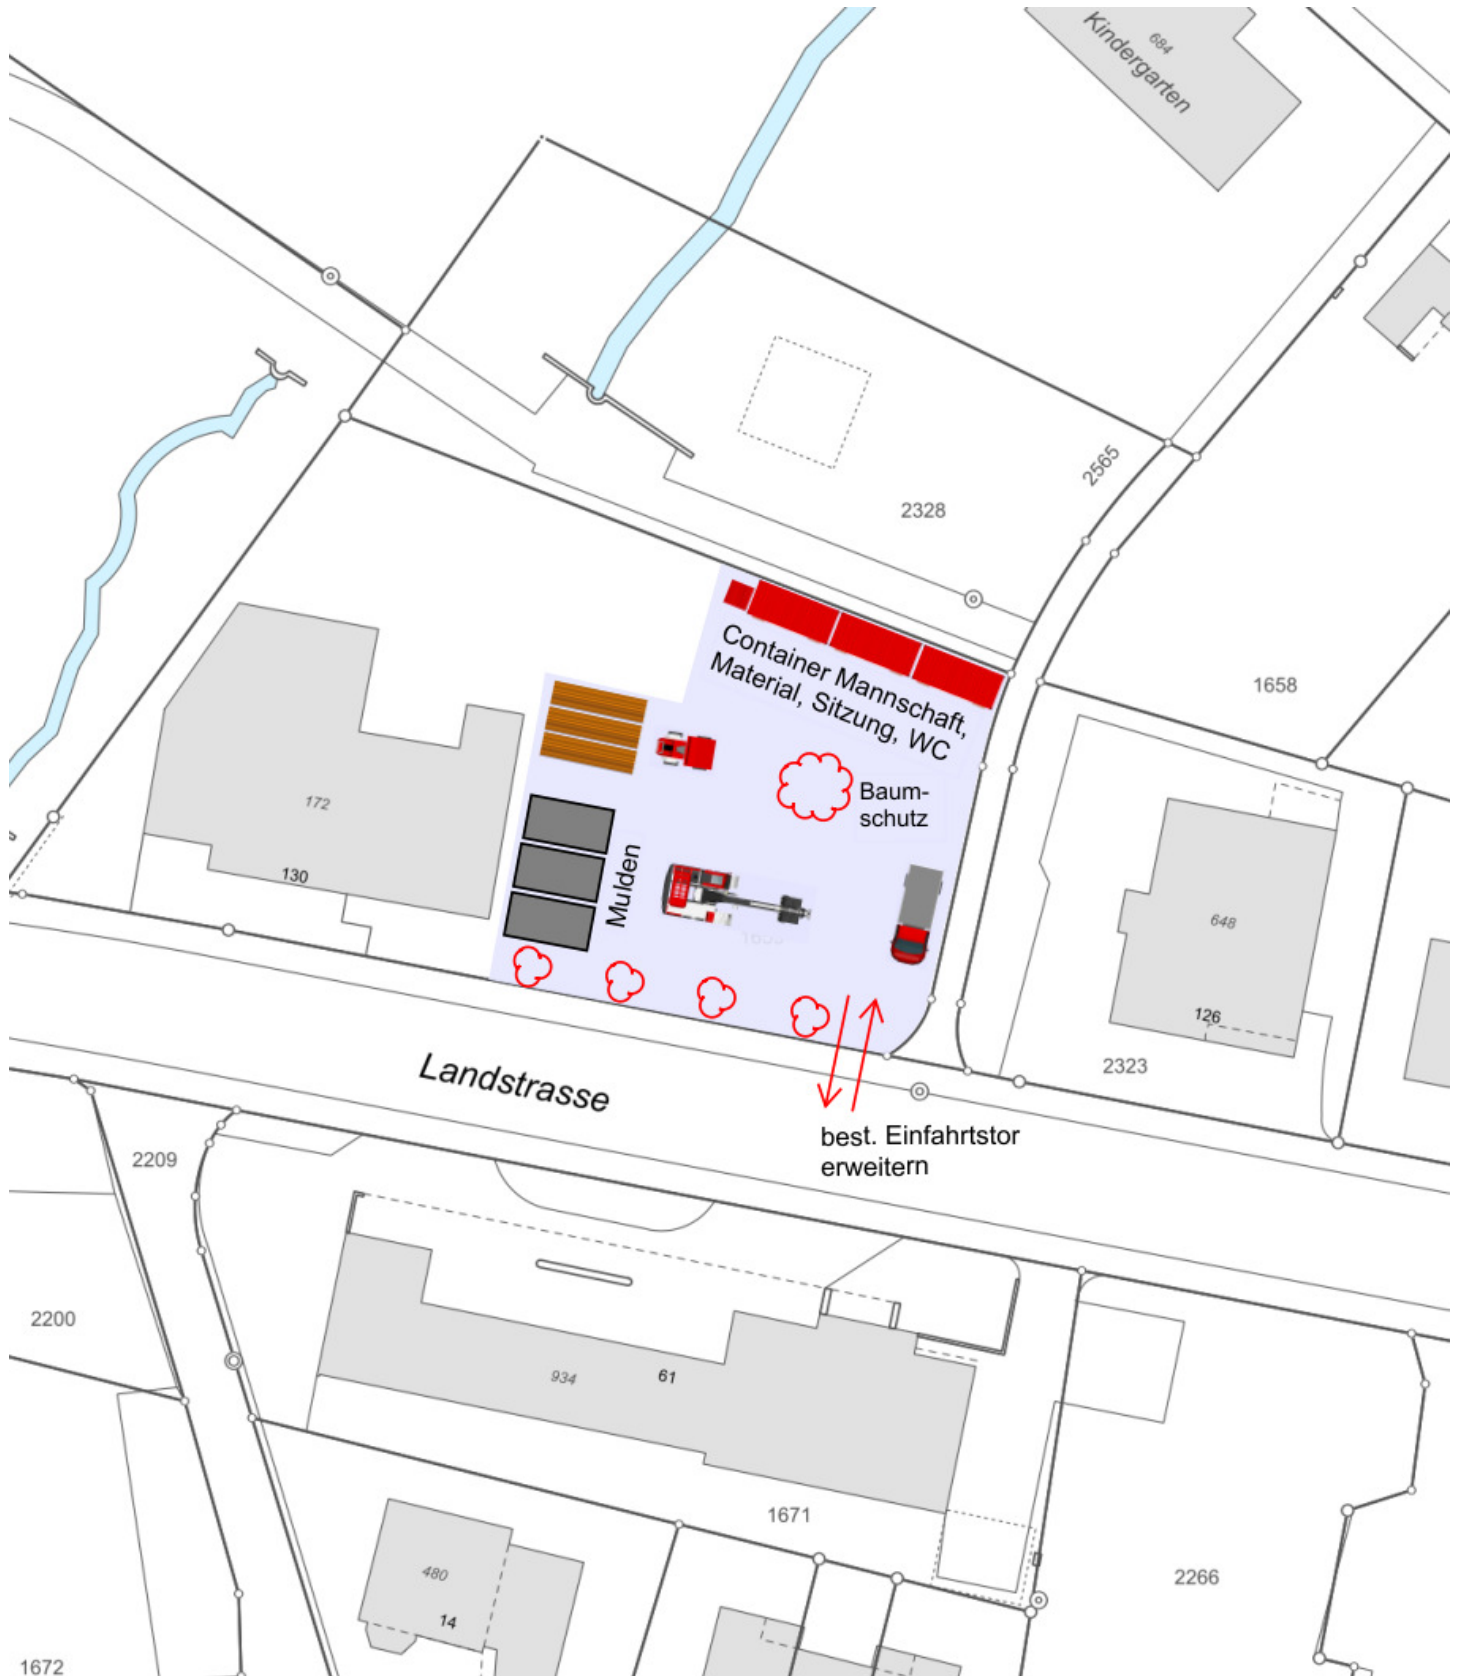 684
Kindergarten
2565
2328
1658
Container Mannschaft,
Material, Sitzung, WC
Baum-
schutz
172
130
Mulden
648
126
2323
Landstrasse
best. Einfahrtstor
erweitern
2209
2200
934
61
1671
2266
480
14
1672